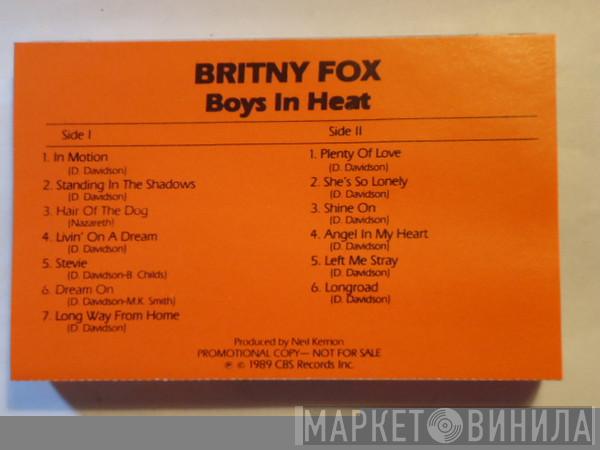 BRITNY FOX
Boys In Heat
Side I
1. In Motion
(D. Davidson)
2. Standing In The Shadows
(D. Davidson)
3. Hair Of The Dog
(Nazareth)
4. Livin' On A Dream
(D. Davidson)
5. Stevie
(D. Davidson-B. Childs)
6. Dream On
(D. Davidson-M.K. Smith)
7. Long Way From Home
(D. Davidson)
Side II
1. Plenty Of Love
(D. Davidson)
2. She's So Lonely
(D. Davidson)
3. Shine On
(D. Davidson)
4. Angel In My Heart
(D. Davidson)
5. Left Me Stray
(D. Davidson)
6. Longroad
(D. Davidson)
Produced by Neil Kernon
PROMOTIONAL COPY— NOT FOR SALE
℗ © 1989 CBS Records Inc.
МАРКЕТ ВИНИЛА